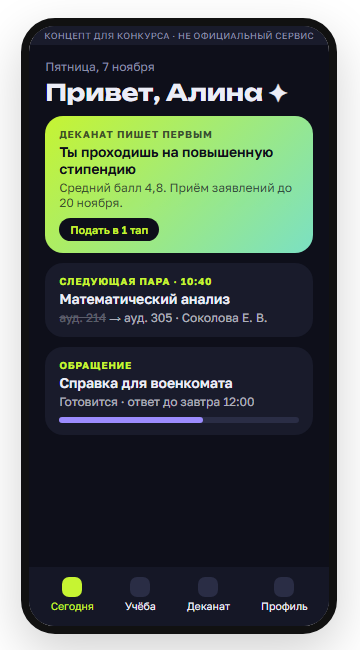 КОНЦЕПТ ДЛЯ КОНКУРСА · НЕ ОФИЦИАЛЬНЫЙ СЕРВИС
Пятница, 7 ноября
Привет, Алина ✦
ДЕКАНАТ ПИШЕТ ПЕРВЫМ
Ты проходишь на повышенную
стипендию
Средний балл 4,8. Приём заявлений до
20 ноября.
Подать в 1 тап
СЛЕДУЮЩАЯ ПАРА · 10:40
Математический анализ
ауд. 214 → ауд. 305 · Соколова Е. В.
ОБРАЩЕНИЕ
Справка для военкомата
Готовится · ответ до завтра 12:00
Сегодня
Учёба
Деканат
Профиль